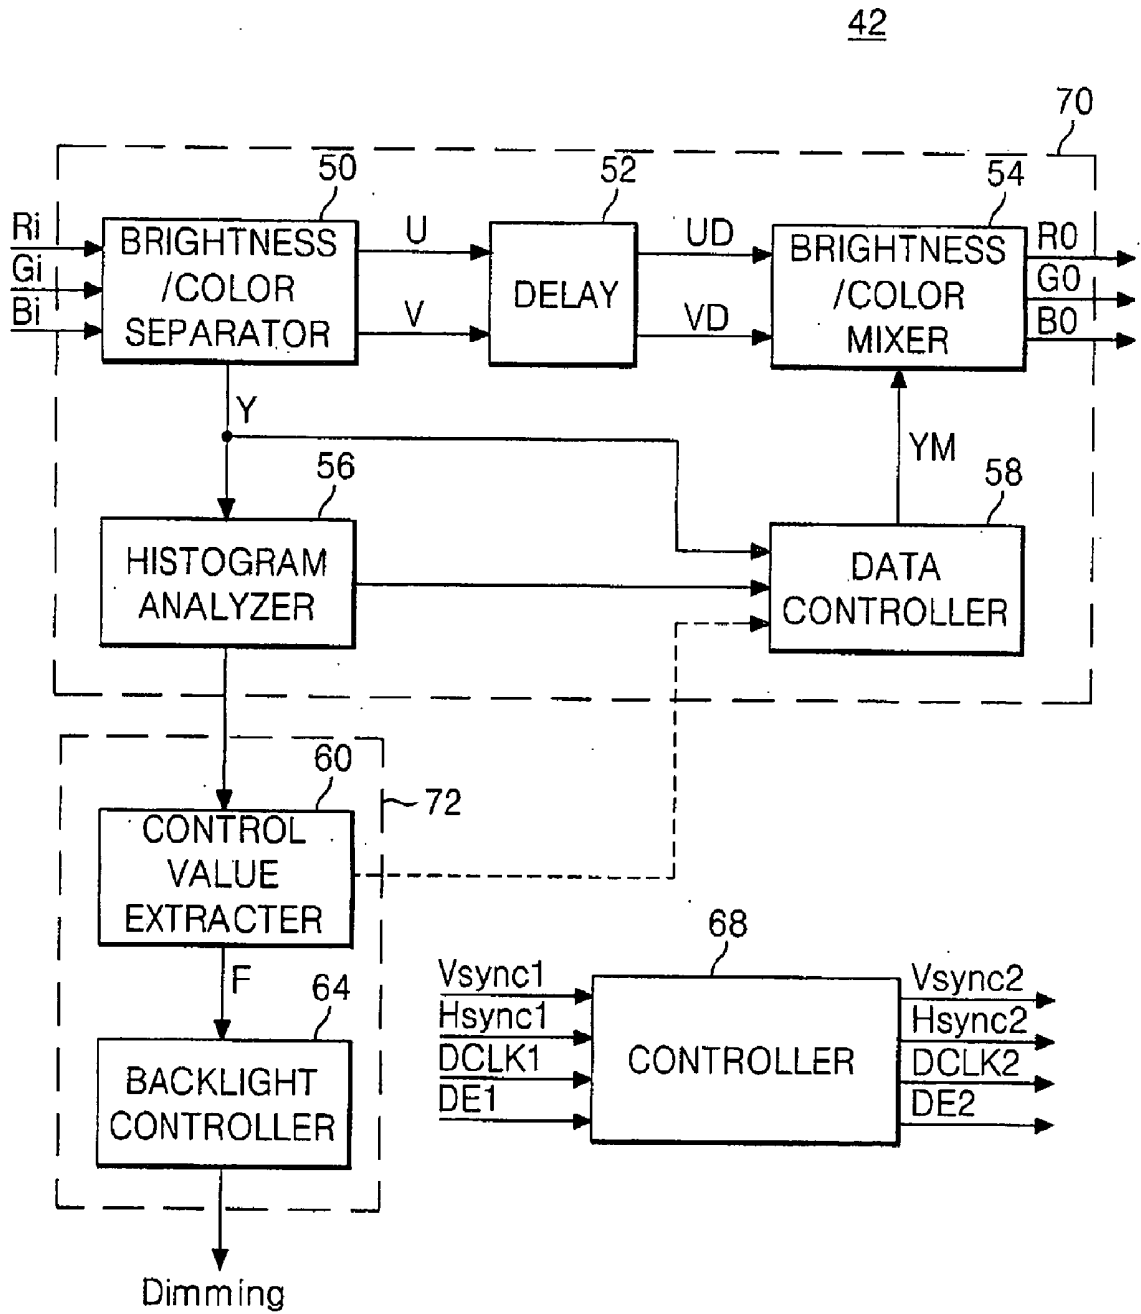 42
70
50
52
54
Ri
Gi
Bi
BRIGHTNESS
/COLOR
SEPARATOR
U
V
DELAY
UD
VD
BRIGHTNESS
/COLOR
MIXER
R0
G0
B0
Y
YM
56
58
HISTOGRAM
ANALYZER
DATA
CONTROLLER
60
72
CONTROL
VALUE
EXTRACTER
F
64
BACKLIGHT
CONTROLLER
Dimming
68
Vsync1
Hsync1
DCLK1
DE1
CONTROLLER
Vsync2
Hsync2
DCLK2
DE2